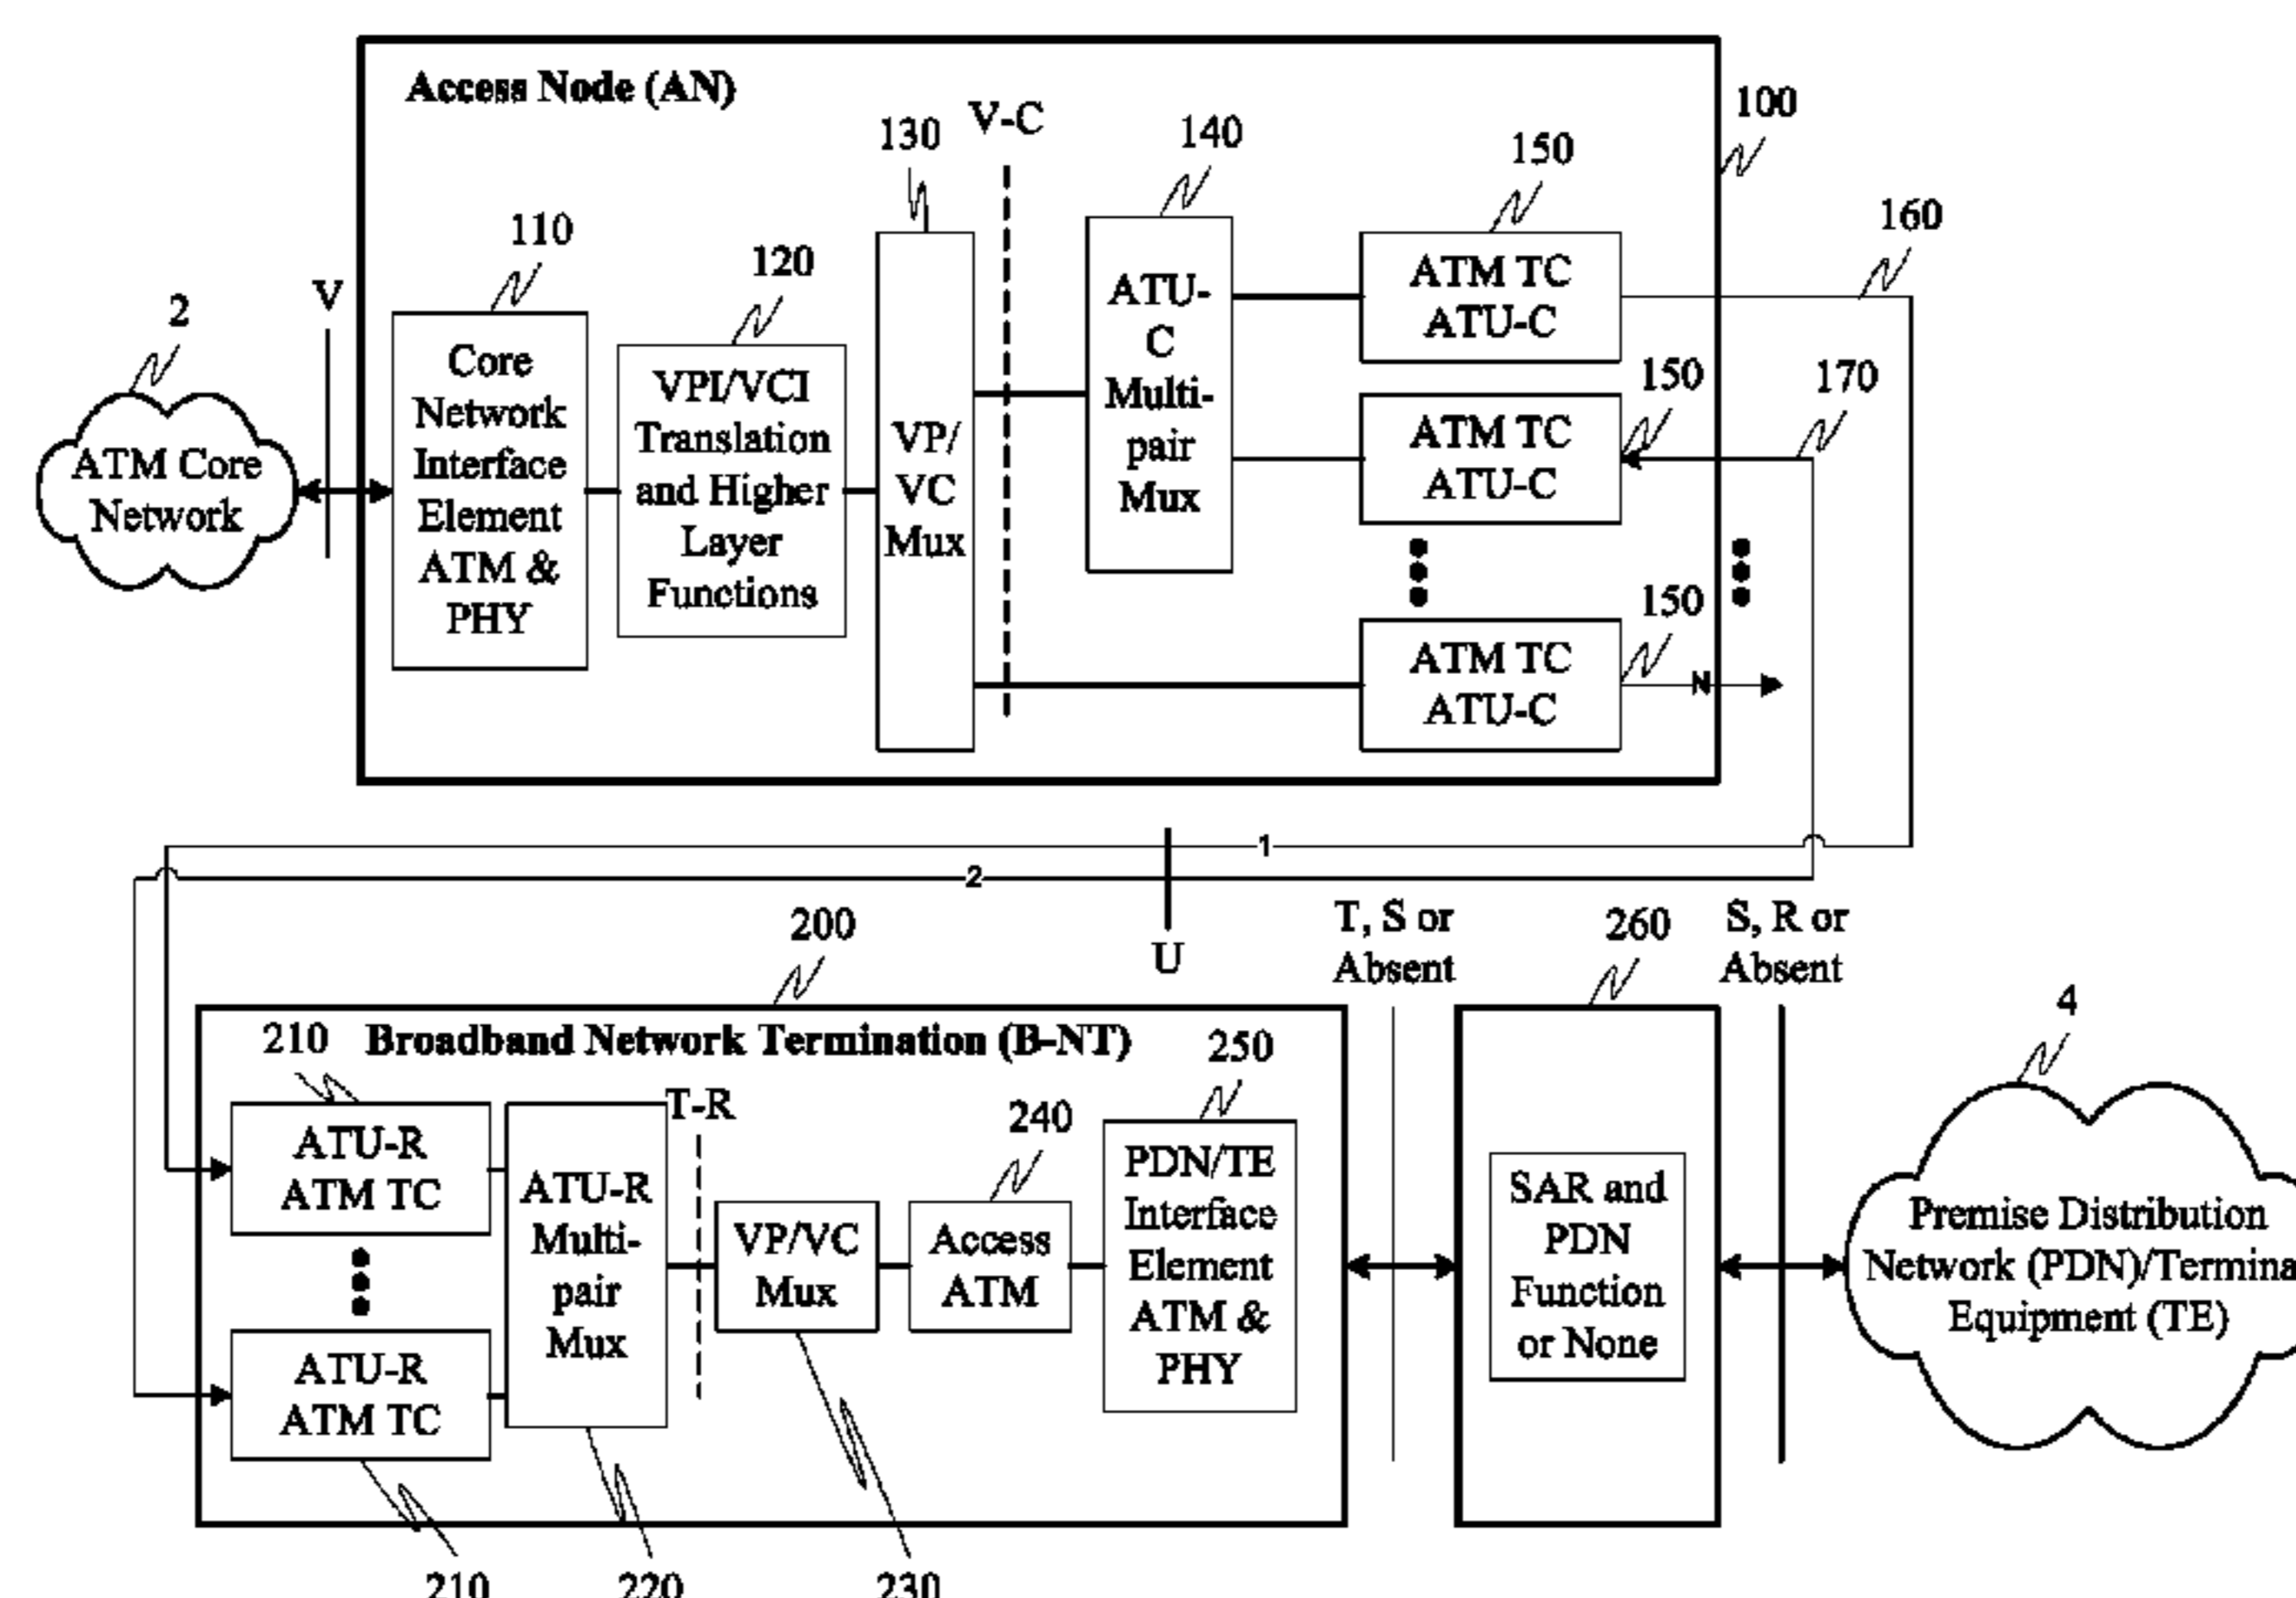 Access Node (AN)
100
130
V-C
140
150
160
110
120
V
2
Core
Network
Interface
Element
ATM &
PHY
VPI/VCI
Translation
and Higher
Layer
Functions
VP/
VC
Mux
ATU-
C
Multi-
pair
Mux
ATM TC
ATU-C
150
170
ATM TC
ATU-C
150
ATM TC
ATU-C
N
ATM Core
Network
1
2
U
200
T, S or
Absent
260
S, R or
Absent
4
210
Broadband Network Termination (B-NT)
250
T-R
240
ATU-R
ATM TC
ATU-R
Multi-
pair
Mux
VP/VC
Mux
Access
ATM
PDN/TE
Interface
Element
ATM &
PHY
SAR and
PDN
Function
or None
Premise Distribution
Network (PDN)/Termina
Equipment (TE)
ATU-R
ATM TC
210
220
230